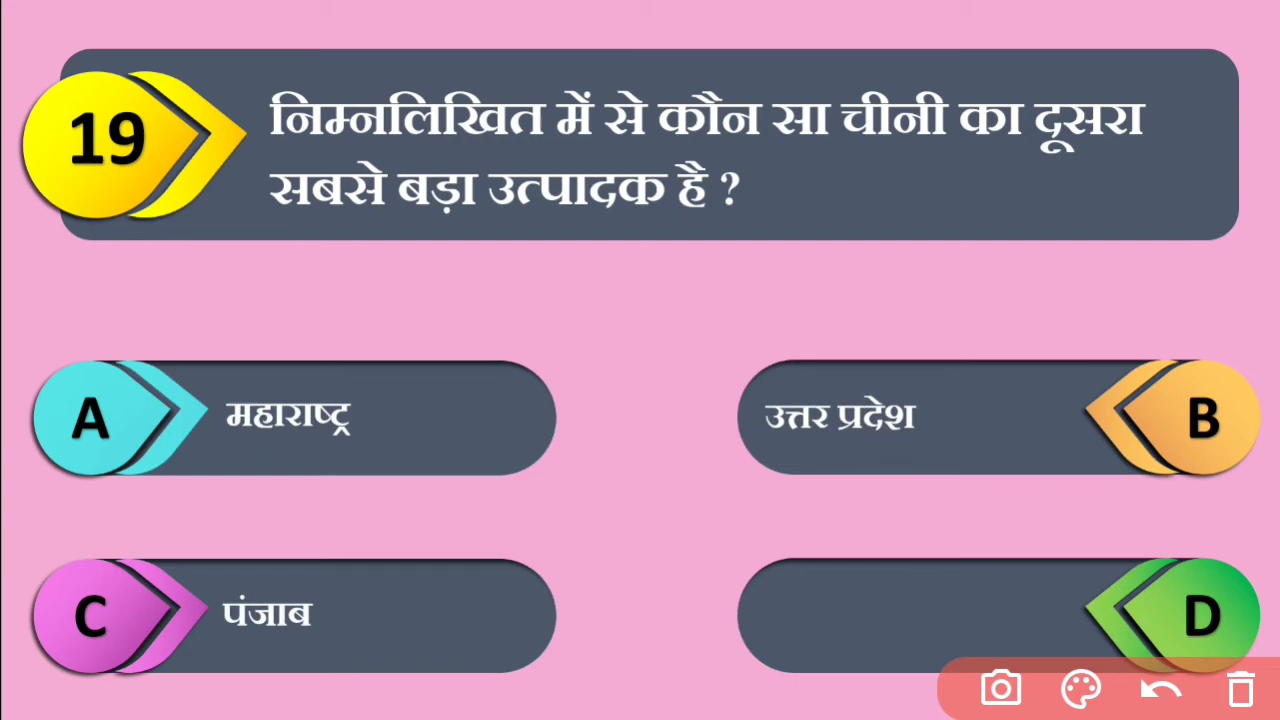 19
निम्नलिखित में से कौन सा चीनी का दूसरा
सबसे बड़ा उत्पादक है ?
A
महाराष्ट्र
उत्तर प्रदेश
B
C
पंजाब
D